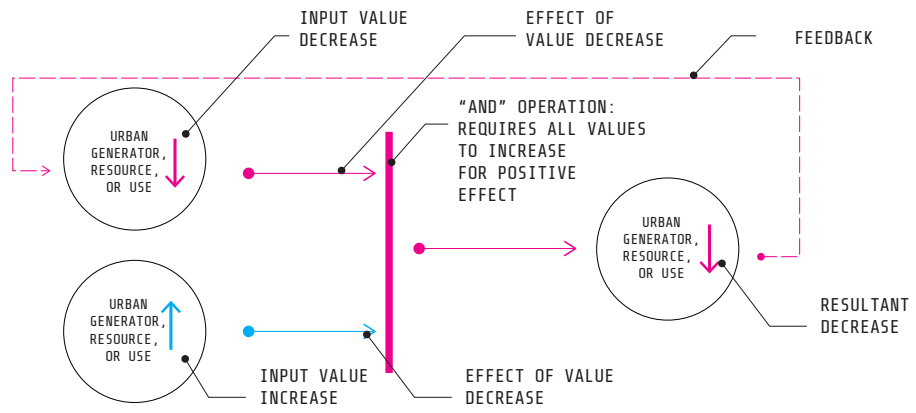 INPUT VALUE
DECREASE
EFFECT OF
VALUE DECREASE
FEEDBACK
"AND" OPERATION:
REQUIRES ALL VALUES
TO INCREASE
FOR POSITIVE
EFFECT
URBAN
GENERATOR,
RESOURCE,
OR USE
URBAN
GENERATOR,
RESOURCE,
OR USE
URBAN
GENERATOR,
RESOURCE,
OR USE
RESULTANT
DECREASE
INPUT VALUE
INCREASE
EFFECT OF VALUE
DECREASE